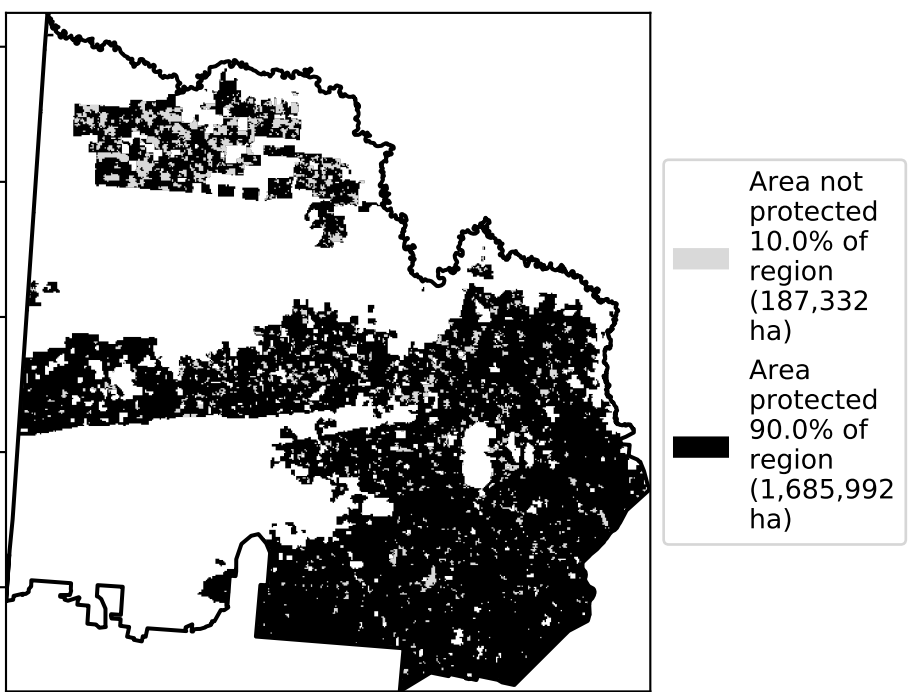 Area not
protected
10.0% of
region
(187,332
ha)
Area
protected
90.0% of
region
(1,685,992
ha)